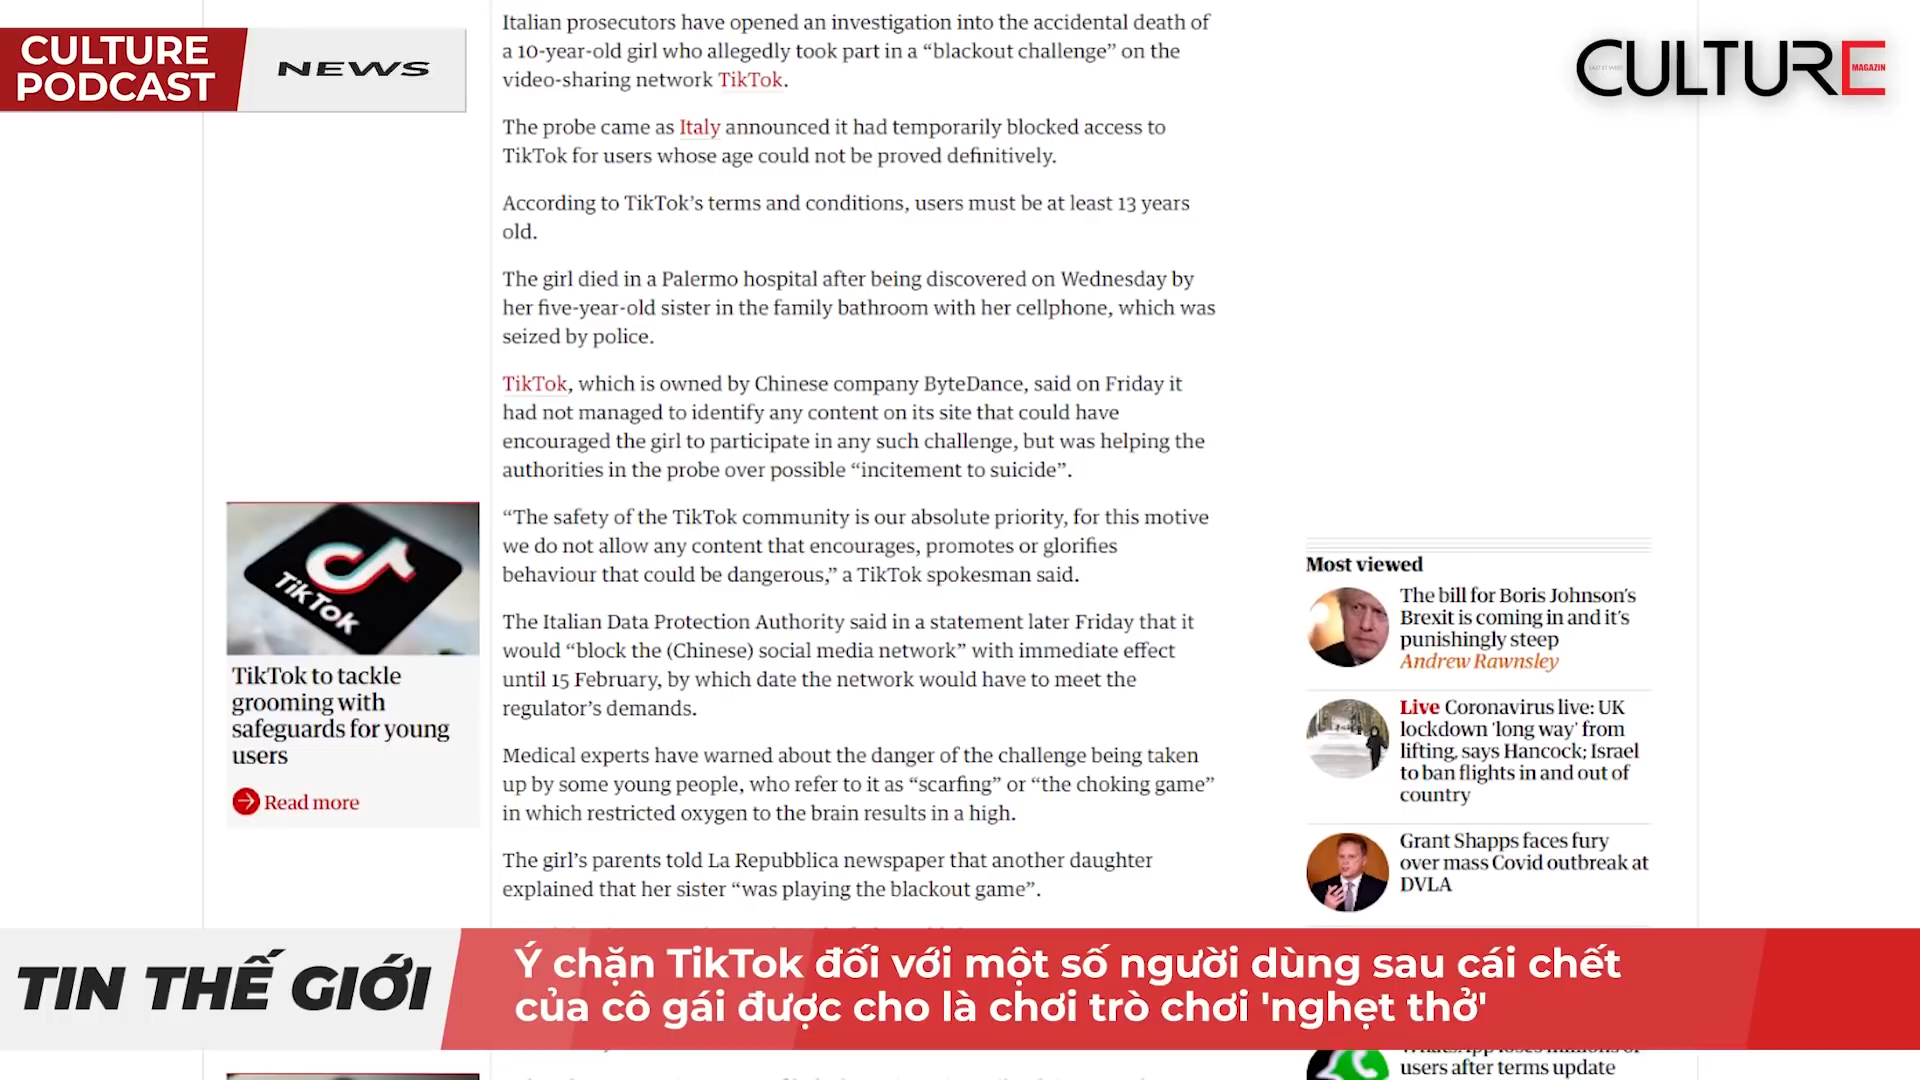 CULTURE
PODCAST
NEWS
CULTURE
MAGAZIN
Italian prosecutors have opened an investigation into the accidental death of
a 10-year-old girl who allegedly took part in a “blackout challenge” on the
video-sharing network TikTok.
The probe came as Italy announced it had temporarily blocked access to
TikTok for users whose age could not be proved definitively.
According to TikTok’s terms and conditions, users must be at least 13 years
old.
The girl died in a Palermo hospital after being discovered on Wednesday by
her five-year-old sister in the family bathroom with her cellphone, which was
seized by police.
TikTok, which is owned by Chinese company ByteDance, said on Friday it
had not managed to identify any content on its site that could have
encouraged the girl to participate in any such challenge, but was helping the
authorities in the probe over possible “incitement to suicide”.
“The safety of the TikTok community is our absolute priority, for this motive
we do not allow any content that encourages, promotes or glorifies
behaviour that could be dangerous,” a TikTok spokesman said.
The Italian Data Protection Authority said in a statement later Friday that it
would “block the (Chinese) social media network” with immediate effect
until 15 February, by which date the network would have to meet the
regulator’s demands.
Medical experts have warned about the danger of the challenge being taken
up by some young people, who refer to it as “scarfing” or “the choking game”
in which restricted oxygen to the brain results in a high.
The girl’s parents told La Repubblica newspaper that another daughter
explained that her sister “was playing the blackout game”.
TikTok
TikTok to tackle
grooming with
safeguards for young
users
Read more
Most viewed
The bill for Boris Johnson’s
Brexit is coming in and it’s
punishingly steep
Andrew Rawnsley
Live Coronavirus live: UK
lockdown ‘long way’ from
lifting, says Hancock; Israel
to ban flights in and out of
country
Grant Shapps faces fury
over mass Covid outbreak at
DVLA
users after terms update
TIN THẾ GIỚI
Ý chặn TikTok đối với một số người dùng sau cái chết
của cô gái được cho là chơi trò chơi 'nghẹt thở'